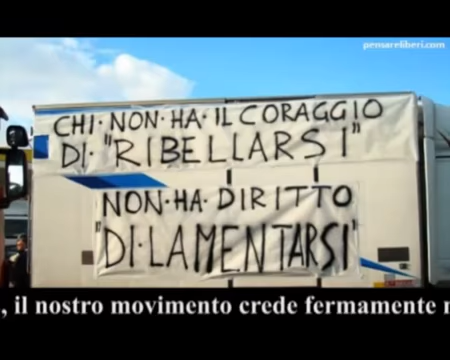 pensareliberi.com
CHI·NON·HA·IL CORAGGIO
DI·"RIBELLARSI"
NON·HA·DIRITTO
"DI·LAMENTARSI"
, il nostro movimento crede fermamente